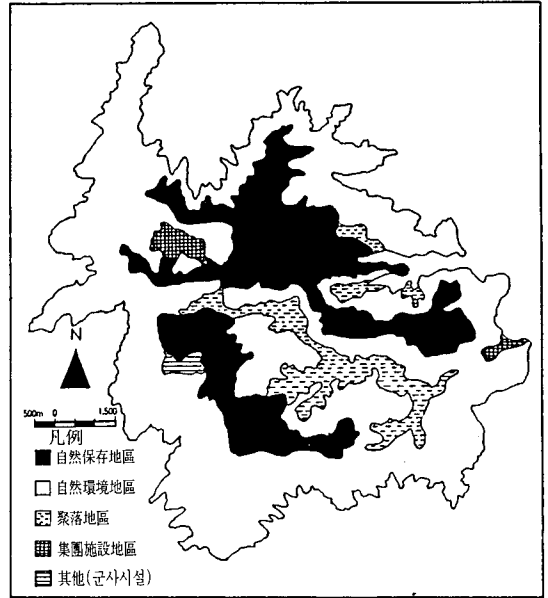 N
500m 0 1,500
凡例
自然保存地區
自然環境地區
聚落地區
集團施設地區
其他(군사시설)